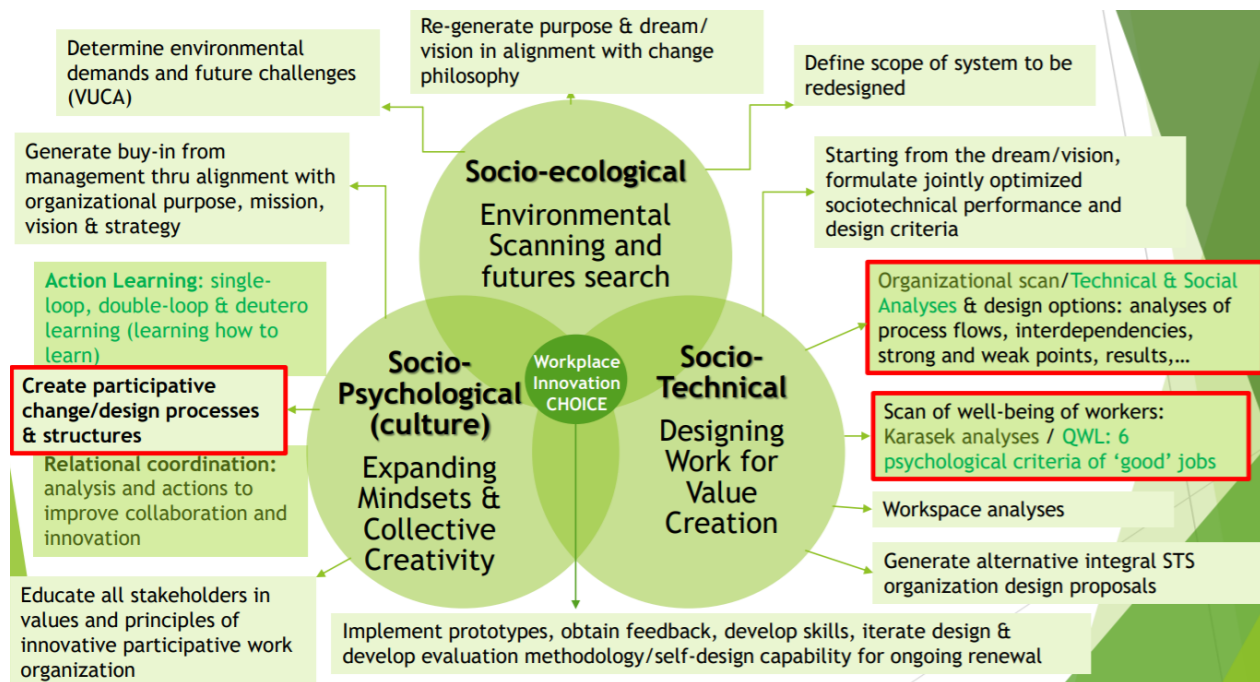 Re-generate purpose & dream/
vision in alignment with change
philosophy
Determine environmental
demands and future challenges
(VUCA)
Define scope of system to be
redesigned
Generate buy-in from
management thru alignment with
organizational purpose, mission,
vision & strategy
Socio-ecological
Environmental
Scanning and
futures search
Starting from the dream/vision,
formulate jointly optimized
sociotechnical performance and
design criteria
Action Learning: single-
loop, double-loop & deutero
learning (learning how to
learn)
Organizational scan/Technical & Social
Analyses & design options: analyses of
process flows, interdependencies,
strong and weak points, results,…
Create participative
change/design processes
& structures
Socio-
Psychological
(culture)
Expanding
Mindsets &
Collective
Creativity
Workplace
Innovation
CHOICE
Socio-
Technical
Designing
Work for
Value
Creation
Scan of well-being of workers:
Karasek analyses / QWL: 6
psychological criteria of ‘good’ jobs
Relational coordination:
analysis and actions to
improve collaboration and
innovation
Workspace analyses
Generate alternative integral STS
organization design proposals
Educate all stakeholders in
values and principles of
innovative participative work
organization
Implement prototypes, obtain feedback, develop skills, iterate design &
develop evaluation methodology/self-design capability for ongoing renewal